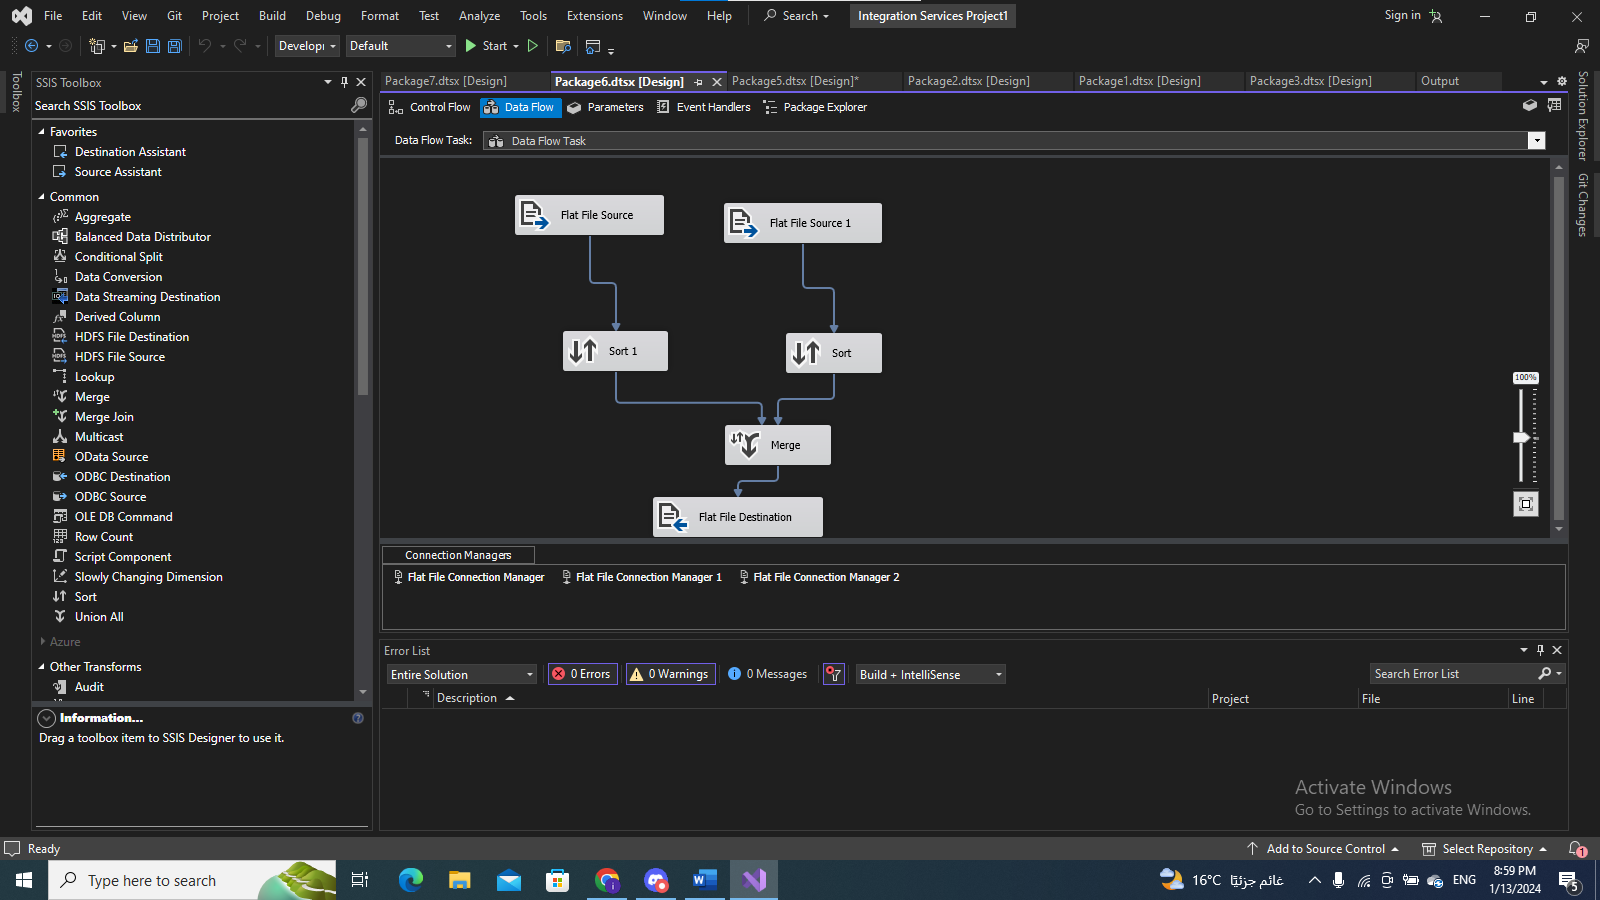 File Edit View Git Project Build Debug Format Test Analyze Tools Extensions Window Help Search Integration Services Project1 Sign in
Develop Default Start
Toolbox
SSIS Toolbox
Search SSIS Toolbox
Favorites
Destination Assistant
Source Assistant
Common
Aggregate
Balanced Data Distributor
Conditional Split
Data Conversion
Data Streaming Destination
Derived Column
HDFS File Destination
HDFS File Source
Lookup
Merge
Merge Join
Multicast
OData Source
ODBC Destination
ODBC Source
OLE DB Command
Row Count
Script Component
Slowly Changing Dimension
Sort
Union All
Azure
Other Transforms
Audit
Information...
Drag a toolbox item to SSIS Designer to use it.
Package7.dtsx [Design] Package6.dtsx [Design] Package5.dtsx [Design]* Package2.dtsx [Design] Package1.dtsx [Design] Package3.dtsx [Design] Output
Control Flow Data Flow Parameters Event Handlers Package Explorer
Data Flow Task: Data Flow Task
Flat File Source
Flat File Source 1
Sort 1
Sort
Merge
Flat File Destination
100%
Connection Managers
Flat File Connection Manager Flat File Connection Manager 1 Flat File Connection Manager 2
Error List
Entire Solution 0 Errors 0 Warnings 0 Messages Build + IntelliSense Search Error List
Description Project File Line
Solution Explorer
Git Changes
Activate Windows
Go to Settings to activate Windows.
Ready Add to Source Control Select Repository 1
Type here to search
16°C غائم جزئيًا ENG
8:59 PM
1/13/2024
5